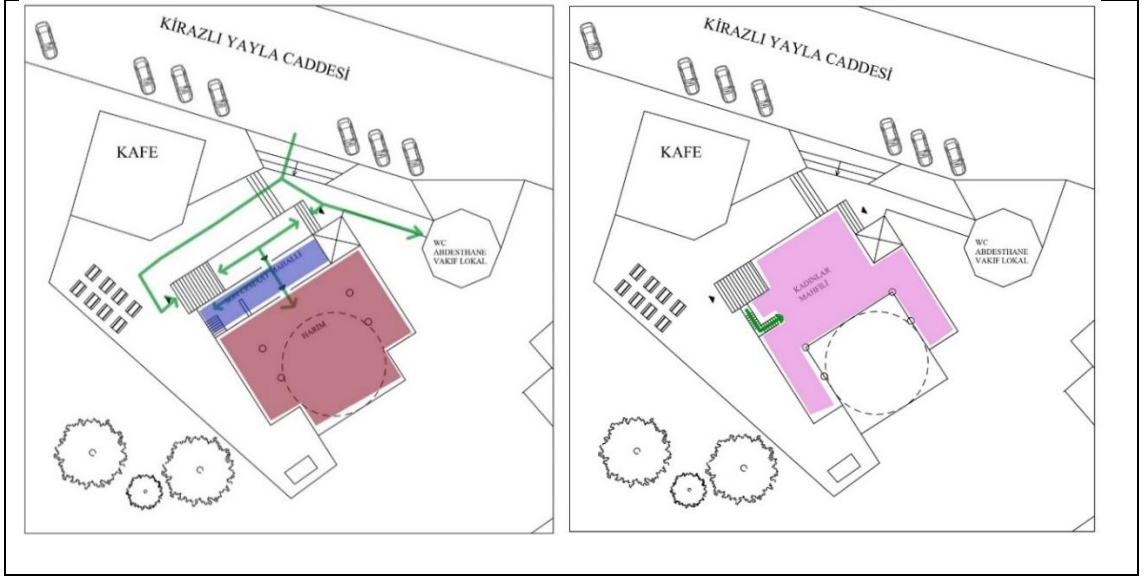 KİRAZLI YAYLA CADDESİ
KAFE
WC
ABDESTHANE
VAKIF LOKAL
MAHALLİ
HARİM
KİRAZLI YAYLA CADDESİ
KAFE
WC
ABDESTHANE
VAKIF LOKAL
KADINLAR
MAHFİLİ